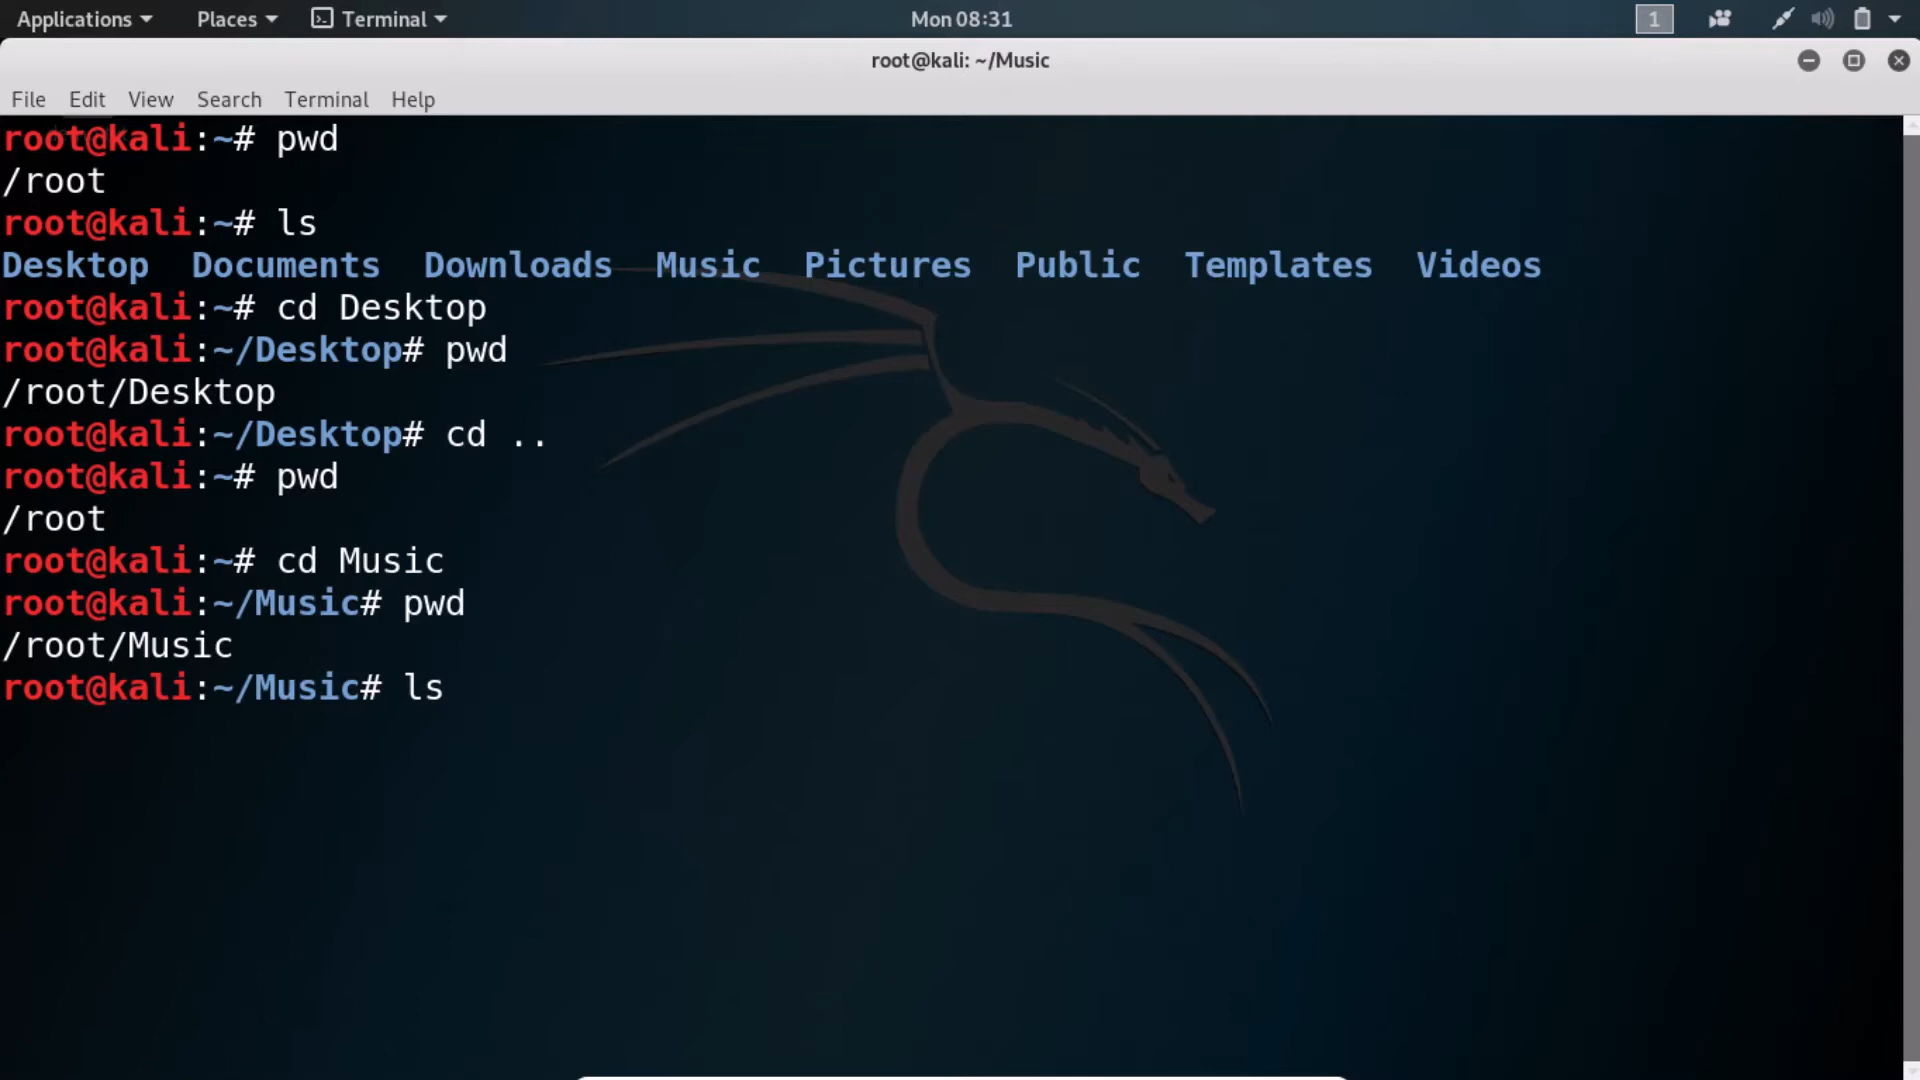 Applications Places Terminal Mon 08:31 1
root@kali: ~/Music
File Edit View Search Terminal Help
root@kali:~# pwd
/root
root@kali:~# ls
Desktop Documents Downloads Music Pictures Public Templates Videos
root@kali:~# cd Desktop
root@kali:~/Desktop# pwd
/root/Desktop
root@kali:~/Desktop# cd ..
root@kali:~# pwd
/root
root@kali:~# cd Music
root@kali:~/Music# pwd
/root/Music
root@kali:~/Music# ls